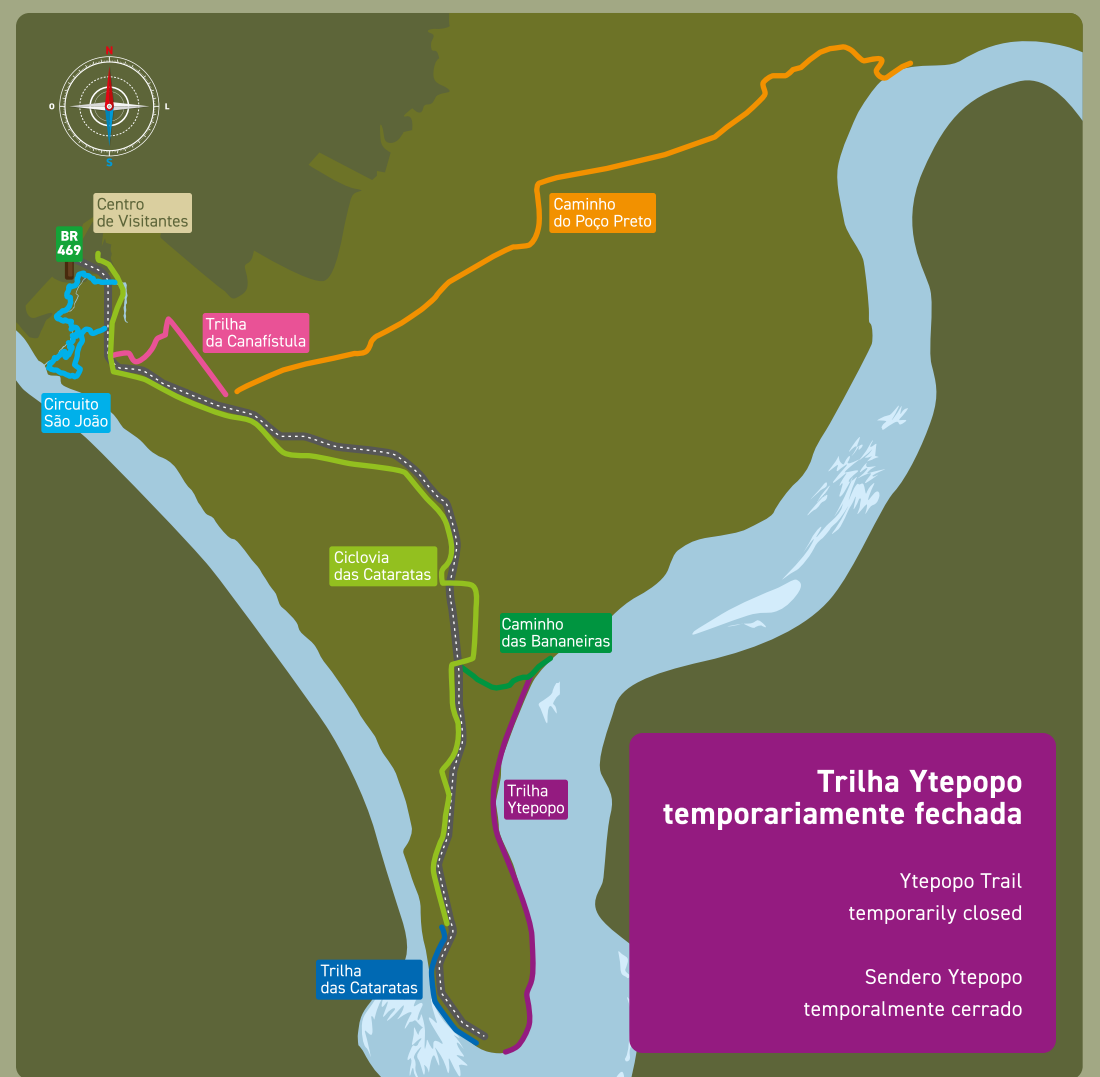 N
O
L
S
Centro
de Visitantes
BR
469
Caminho
do Poço Preto
Trilha
da Canafístula
Circuito
São João
Ciclovia
das Cataratas
Caminho
das Bananeiras
Trilha
Ytepopo
Trilha
das Cataratas
Trilha Ytepopo
temporariamente fechada
Ytepopo Trail
temporarily closed
Sendero Ytepopo
temporalmente cerrado